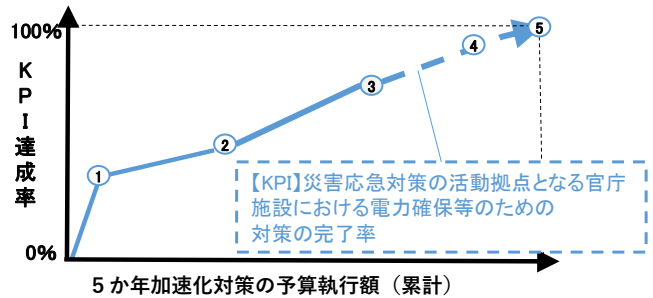 100%
KPI達成率
0%
1
2
3
4
5
【KPI】災害応急対策の活動拠点となる官庁
施設における電力確保等のための
対策の完了率
5か年加速化対策の予算執行額（累計）